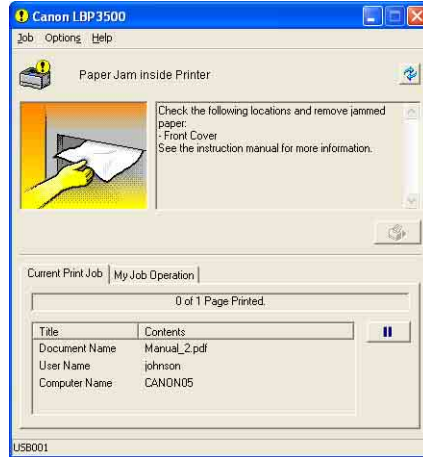 Canon LBP3500
Job Options Help
Paper Jam inside Printer
Check the following locations and remove jammed
paper:
- Front Cover
See the instruction manual for more information.
Current Print Job My Job Operation
0 of 1 Page Printed.
Title Contents
Document Name Manual_2.pdf
User Name johnson
Computer Name CANON05
USB001